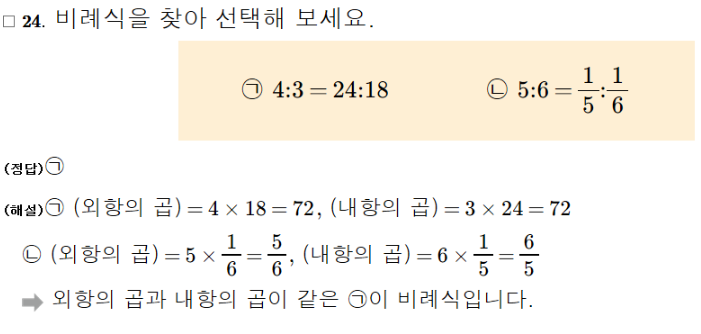 □ 24. 비례식을 찾아 선택해 보세요.
㉠ 4:3 = 24:18 ㉡ 5:6 = 1/5 : 1/6
(정답)㉠
(해설)㉠ (외항의 곱) = 4 × 18 = 72, (내항의 곱) = 3 × 24 = 72
㉡ (외항의 곱) = 5 × 1/6 = 5/6, (내항의 곱) = 6 × 1/5 = 6/5
➡ 외항의 곱과 내항의 곱이 같은 ㉠이 비례식입니다.